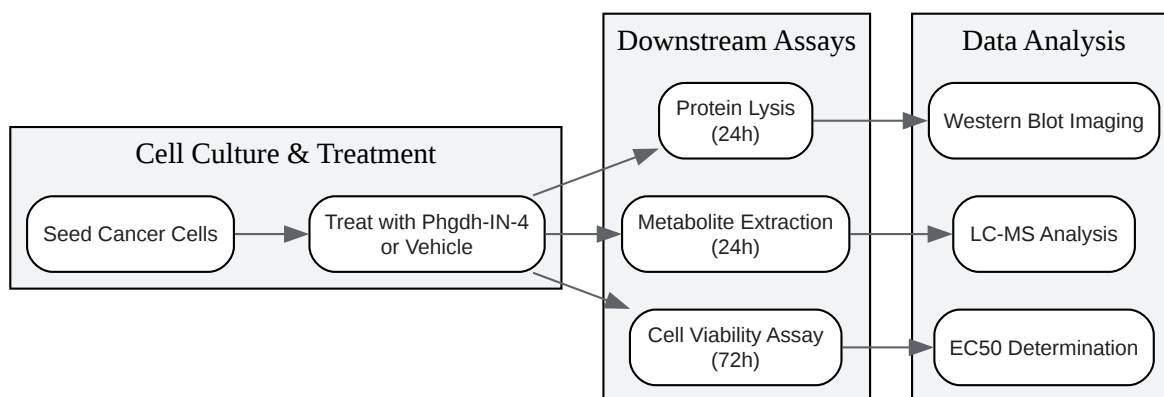 Cell Culture & Treatment
Seed Cancer Cells
Treat with Phgdh-IN-4
or Vehicle
Downstream Assays
Protein Lysis
(24h)
Metabolite Extraction
(24h)
Cell Viability Assay
(72h)
Data Analysis
Western Blot Imaging
LC-MS Analysis
EC50 Determination